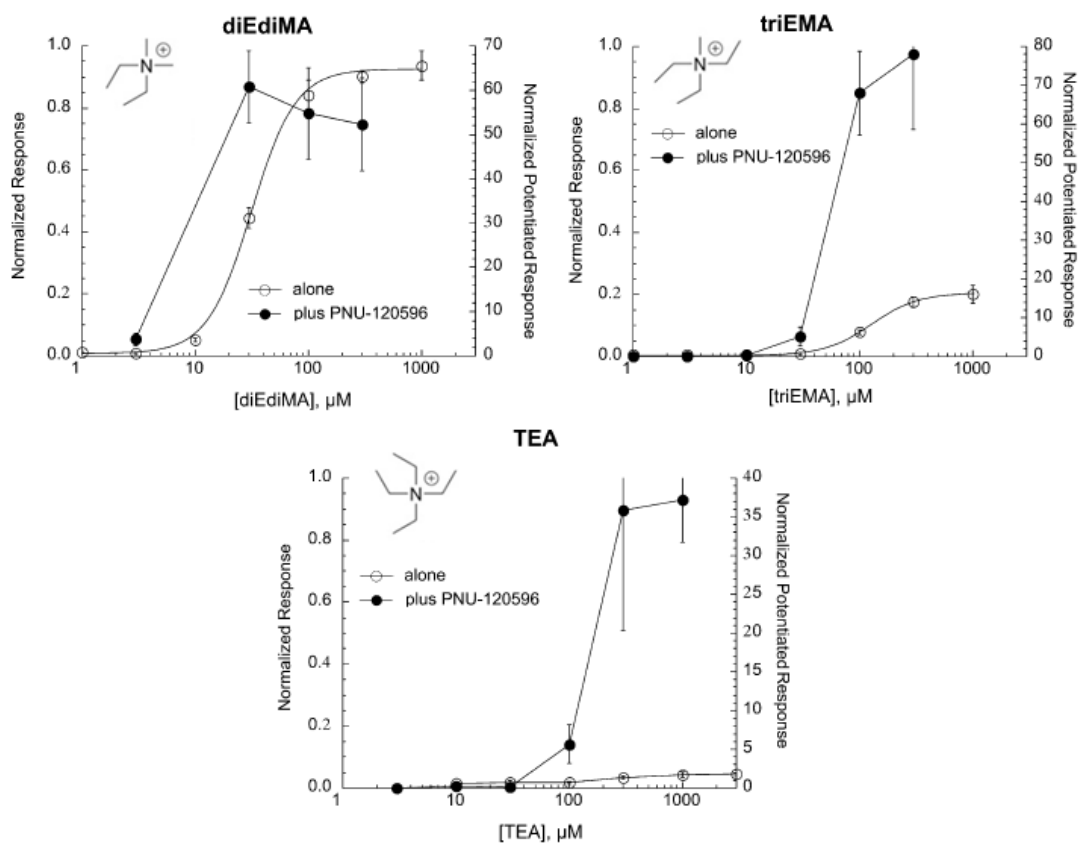 diEdiMA
1.0
0.8
0.6
0.4
0.2
0.0
Normalized Response
70
60
50
40
30
20
10
0
Normalized Potentiated Response
N
+
alone
plus PNU-120596
1
10
100
1000
[diEdiMA], μM
triEMA
1.0
0.8
0.6
0.4
0.2
0.0
Normalized Response
80
70
60
50
40
30
20
10
0
Normalized Potentiated Response
N
+
alone
plus PNU-120596
1
10
100
1000
[triEMA], μM
TEA
1.0
0.8
0.6
0.4
0.2
0.0
Normalized Response
40
35
30
25
20
15
10
5
0
Normalized Potentiated Response
N
+
alone
plus PNU-120596
1
10
100
1000
[TEA], μM